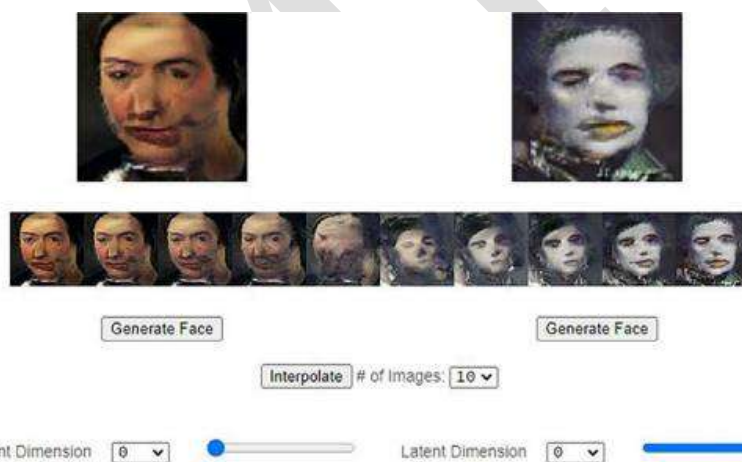 Generate Face Generate Face
Interpolate # of Images: 10
nt Dimension 0 Latent Dimension 0